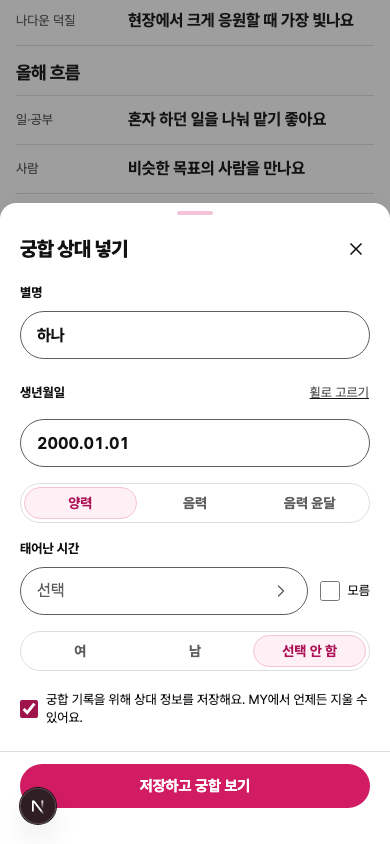 나다운 덕질
현장에서 크게 응원할 때 가장 빛나요
올해 흐름
일·공부
혼자 하던 일을 나눠 맡기 좋아요
사람
비슷한 목표의 사람을 만나요
궁합 상대 넣기
별명
하나
생년월일
휠로 고르기
2000.01.01
양력
음력
음력 윤달
태어난 시간
선택
모름
여
남
선택 안 함
궁합 기록을 위해 상대 정보를 저장해요. MY에서 언제든 지울 수
있어요.
저장하고 궁합 보기
N